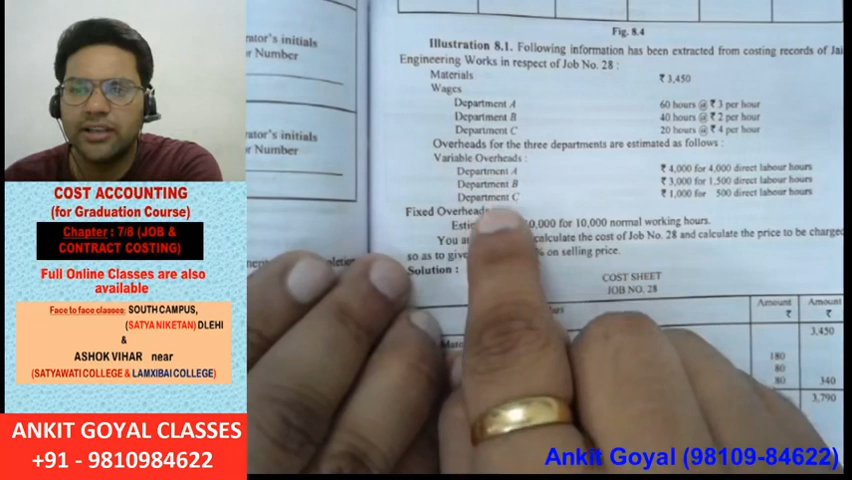 COST ACCOUNTING
(for Graduation Course)
Chapter : 7/8 (JOB &
CONTRACT COSTING)
Full Online Classes are also
available
Face to face classes: SOUTH CAMPUS,
(SATYA NIKETAN) DLEHI
&
ASHOK VIHAR near
(SATYAWATI COLLEGE & LAMXIBAI COLLEGE)
ANKIT GOYAL CLASSES
+91 - 9810984622
ator's initials
r Number
ator's initials
r Number
Fig. 8.4
Illustration 8.1. Following information has been extracted from costing records of Jai
Engineering Works in respect of Job No. 28 :
Materials ₹ 3,450
Wages
Department A 60 hours @ ₹ 3 per hour
Department B 40 hours @ ₹ 2 per hour
Department C 20 hours @ ₹ 4 per hour
Overheads for the three departments are estimated as follows :
Variable Overheads :
Department A ₹ 4,000 for 4,000 direct labour hours
Department B ₹ 3,000 for 1,500 direct labour hours
Department C ₹ 1,000 for 500 direct labour hours
Fixed Overheads
0,000 for 10,000 normal working hours.
You calculate the cost of Job No. 28 and calculate the price to be charged
so as to give % on selling price.
Solution :
COST SHEET
JOB NO. 28
Amount Amount
₹ ₹
3,450
180
80
80 340
3,790
Ankit Goyal (98109-84622)